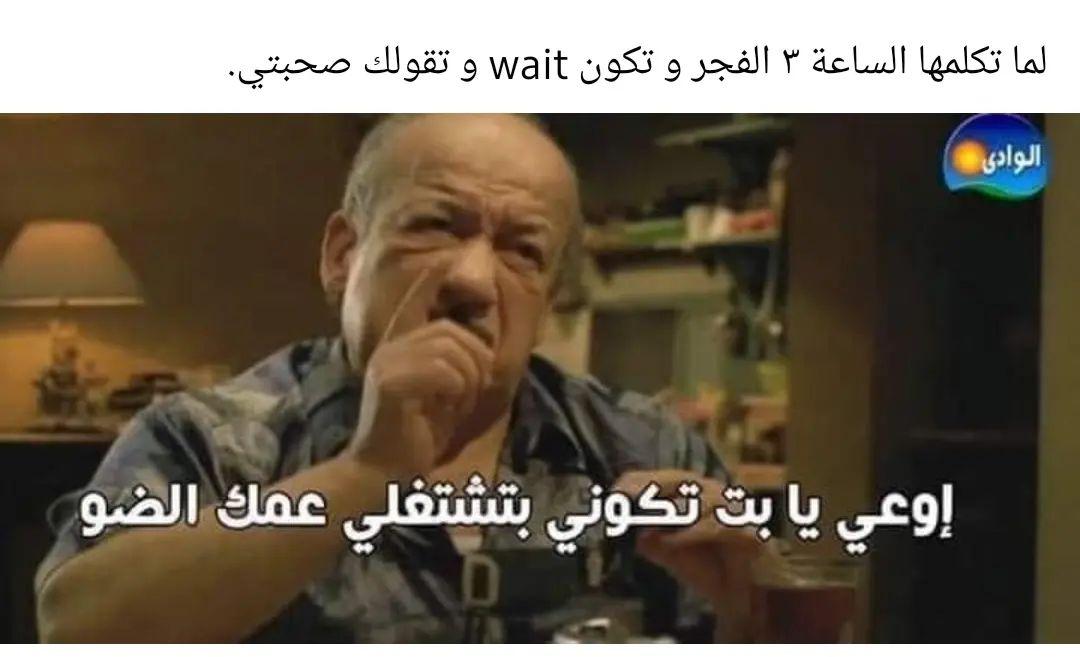 لما تكلمها الساعة ٣ الفجر و تكون wait و تقولك صحبتي.
الوادي
إوعي يا بت تكوني بتشتغلي عمك الضو